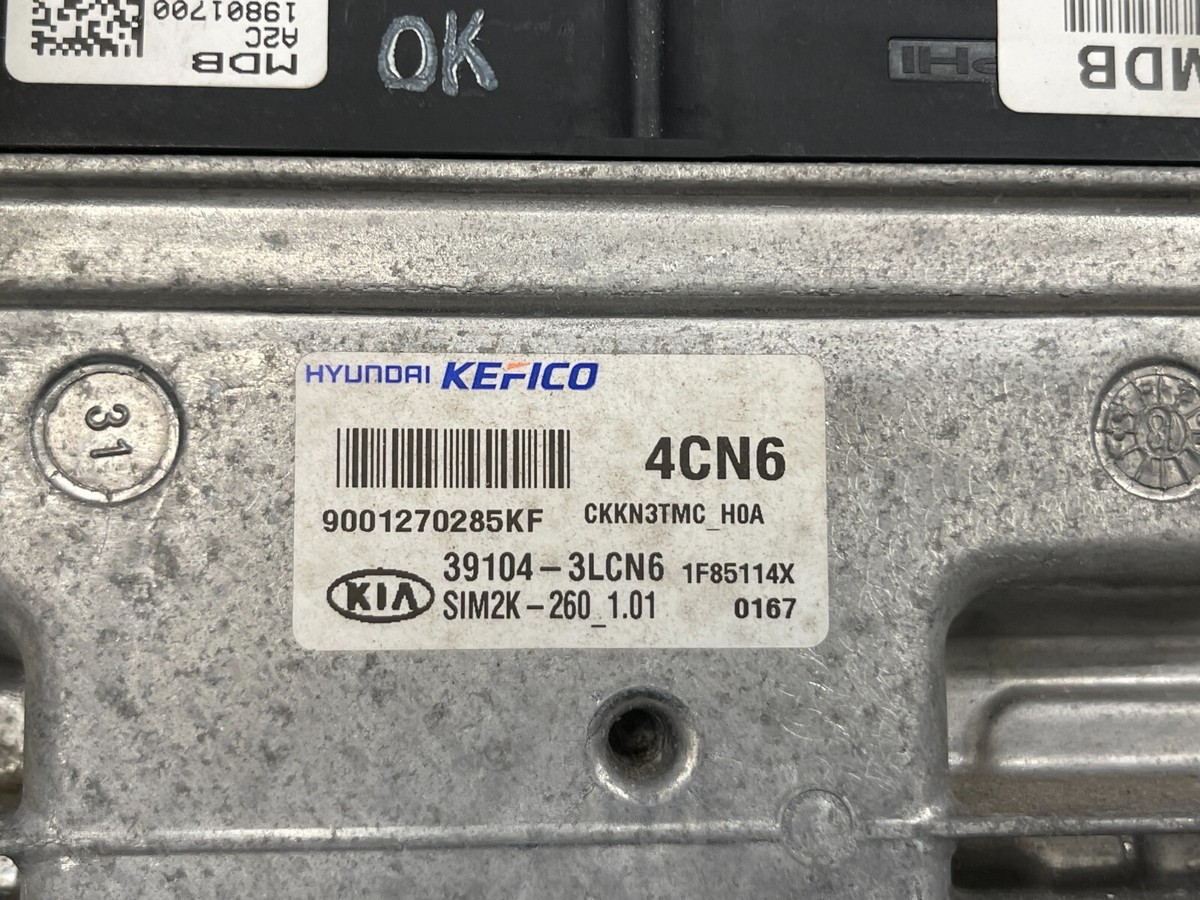 19801700
A2C
MDB
OK
MDB
31
HYUNDAI KEFICO
4CN6
9001270285KF CKKN3TMC_H0A
39104-3LCN6 1F85114X
KIA SIM2K-260_1.01 0167